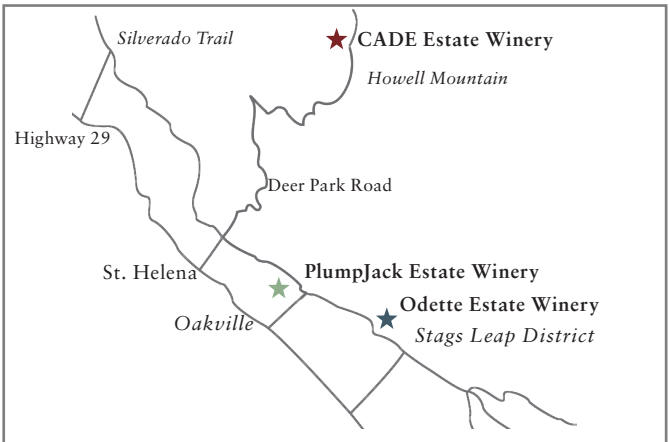 Silverado Trail
CADE Estate Winery
Howell Mountain
Highway 29
Deer Park Road
St. Helena
PlumpJack Estate Winery
Odette Estate Winery
Oakville
Stags Leap District